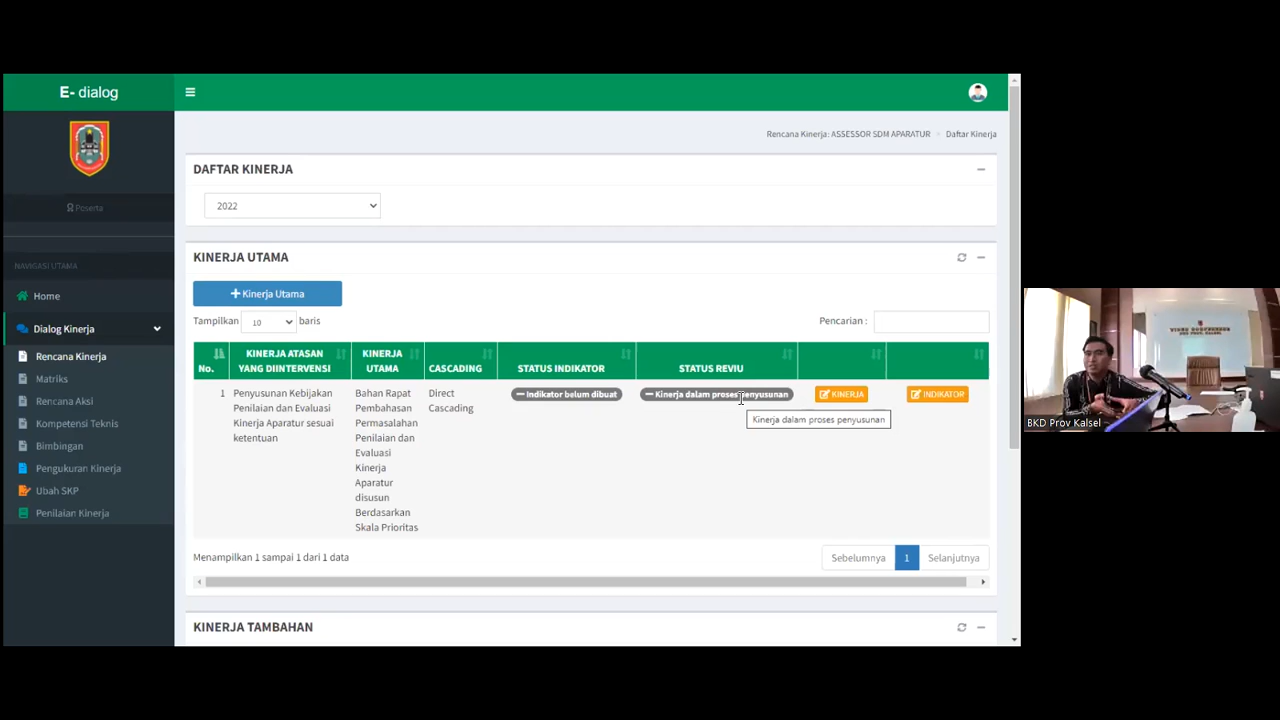 E- dialog
Rencana Kinerja: ASSESSOR SDM APARATUR
Daftar Kinerja
DAFTAR KINERJA
2022
Peserta
NAVIGASI UTAMA
Home
Dialog Kinerja
Rencana Kinerja
Matriks
Rencana Aksi
Kompetensi Teknis
Bimbingan
Pengukuran Kinerja
Ubah SKP
Penilaian Kinerja
KINERJA UTAMA
+ Kinerja Utama
Tampilkan 10 baris
Pencarian :
No.
KINERJA ATASAN
YANG DIINTERVENSI
KINERJA
UTAMA
CASCADING
STATUS INDIKATOR
STATUS REVIU
1
Penyusunan Kebijakan
Penilaian dan Evaluasi
Kinerja Aparatur sesuai
ketentuan
Bahan Rapat
Pembahasan
Permasalahan
Penilaian dan
Evaluasi
Kinerja
Aparatur
disusun
Berdasarkan
Skala Prioritas
Direct
Cascading
Indikator belum dibuat
Kinerja dalam proses penyusunan
KINERJA
INDIKATOR
Kinerja dalam proses penyusunan
Menampilkan 1 sampai 1 dari 1 data
Sebelumnya
1
Selanjutnya
KINERJA TAMBAHAN
BKD Prov Kalsel